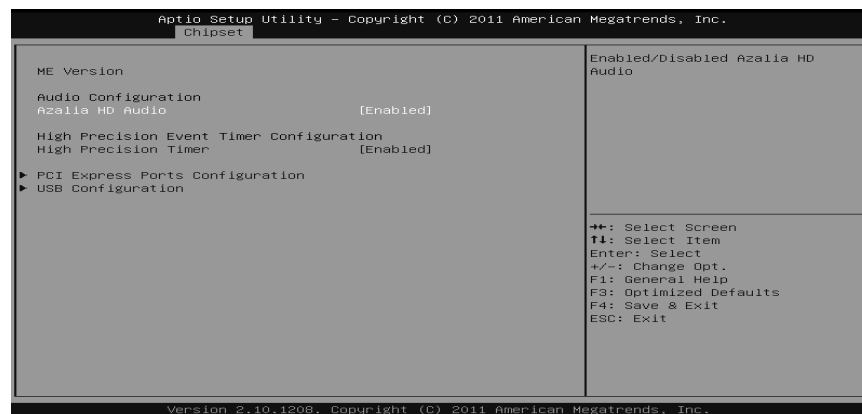 Aptio Setup Utility – Copyright (C) 2011 American Megatrends, Inc.
Chipset
ME Version
Audio Configuration
Azalia HD Audio [Enabled]
High Precision Event Timer Configuration
High Precision Timer [Enabled]
▶ PCI Express Ports Configuration
▶ USB Configuration
Enabled/Disabled Azalia HD
Audio
→←: Select Screen
↑↓: Select Item
Enter: Select
+/-: Change Opt.
F1: General Help
F3: Optimized Defaults
F4: Save & Exit
ESC: Exit
Version 2.10.1208. Copyright (C) 2011 American Megatrends, Inc.